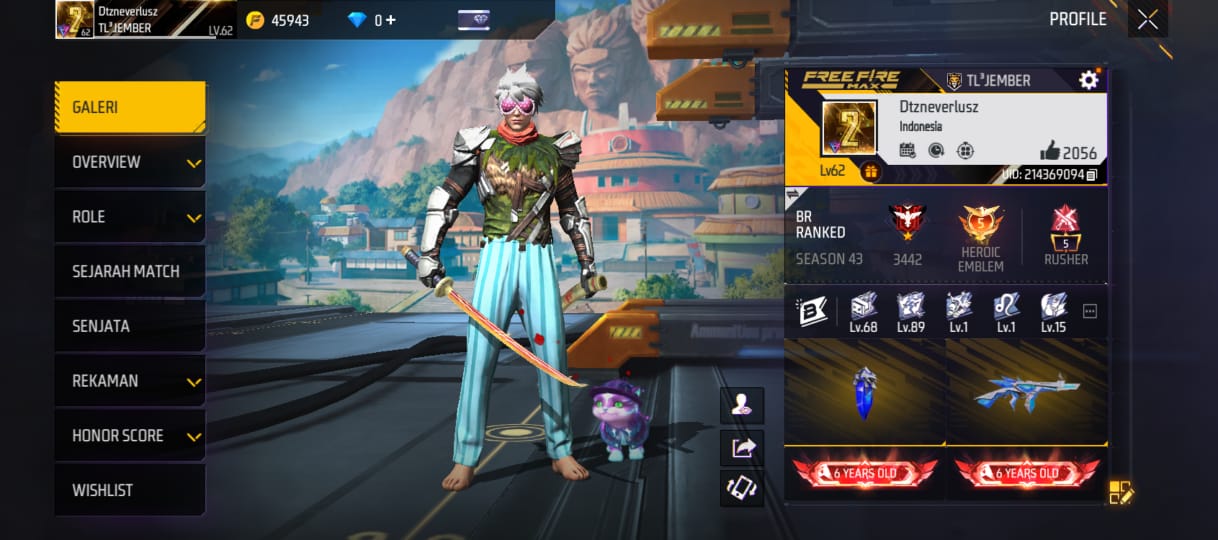 Dtzneverlusz
TL³JEMBER
62
LV.62
45943
0+
PROFILE
GALERI
OVERVIEW
ROLE
SEJARAH MATCH
SENJATA
REKAMAN
HONOR SCORE
WISHLIST
FREE FIRE
MAX
TL³JEMBER
Dtzneverlusz
Indonesia
2056
Lv62
UID: 214369094
BR
RANKED
SEASON 43
3442
5
HEROIC
EMBLEM
5
RUSHER
Lv.68
Lv.89
Lv.1
Lv.1
Lv.15
6 YEARS OLD
6 YEARS OLD